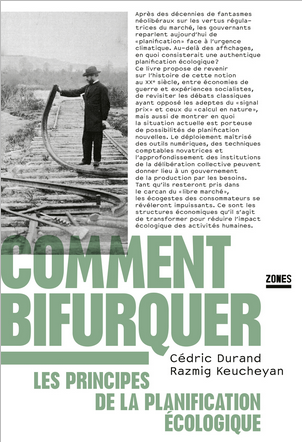 Après des décennies de fantasmes
néolibéraux sur les vertus régula-
trices du marché, les gouvernants
reparlent aujourd'hui de
«planification» face à l'urgence
climatique. Au-delà des affichages,
en quoi consisterait une authentique
planification écologique?
Ce livre propose de revenir
sur l'histoire de cette notion
au XXe siècle, entre économies de
guerre et expériences socialistes,
de revisiter les débats classiques
ayant opposé les adeptes du «signal
prix» et ceux du «calcul en nature»,
mais aussi de montrer en quoi
la situation actuelle est porteuse
de possibilités de planification
nouvelles. Le déploiement maîtrisé
des outils numériques, des techniques
comptables novatrices et
l'approfondissement des institutions
de la délibération collective peuvent
donner lieu à un gouvernement
de la production par les besoins.
Tant qu'ils resteront pris dans
le carcan du «libre marché»,
les écogestes des consommateurs se
révéleront impuissants. Ce sont les
structures économiques qu'il s'agit
de transformer pour réduire l'impact
écologique des activités humaines.
COMMENT
BIFURQUER
ZONES
Cédric Durand
Razmig Keucheyan
LES PRINCIPES
DE LA PLANIFICATION
ÉCOLOGIQUE